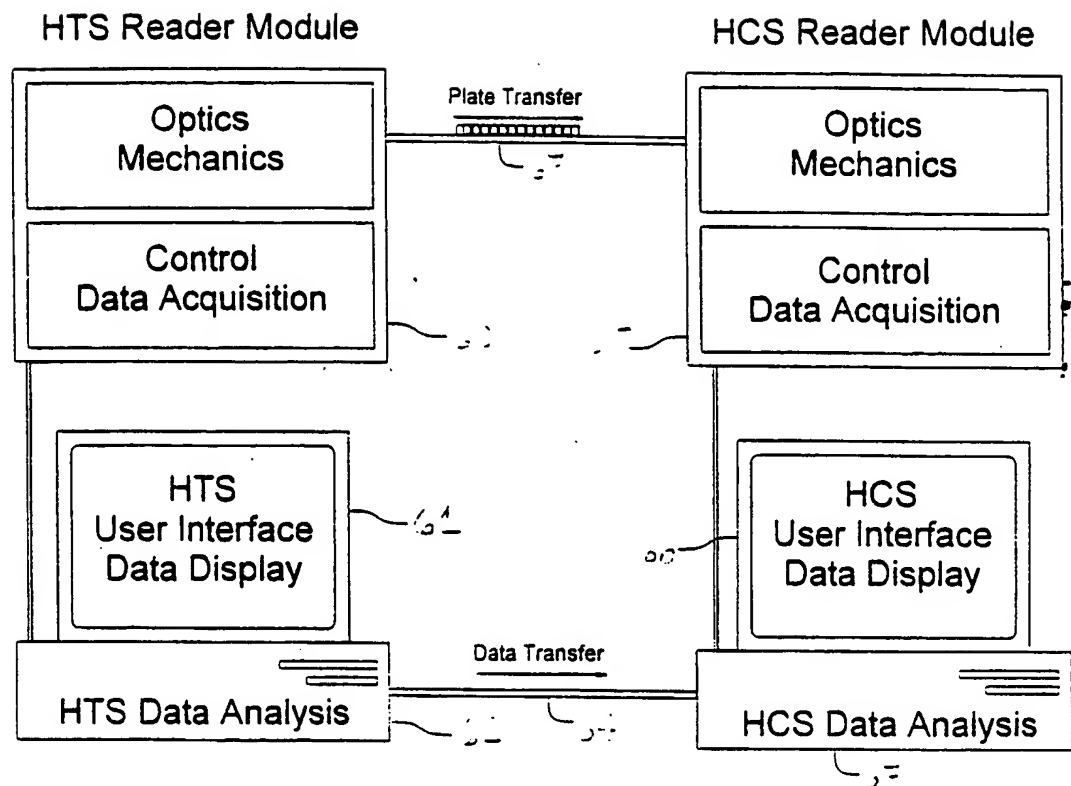 HTS Reader Module
HCS Reader Module
Optics
Mechanics
Control
Data Acquisition
Plate Transfer
Optics
Mechanics
Control
Data Acquisition
HTS
User Interface
Data Display
HCS
User Interface
Data Display
Data Transfer
HTS Data Analysis
HCS Data Analysis